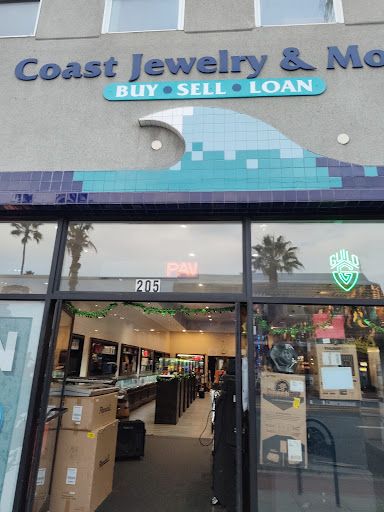 Coast Jewelry & Mo
BUY • SELL • LOAN
PAW
GUILD
G
205
N